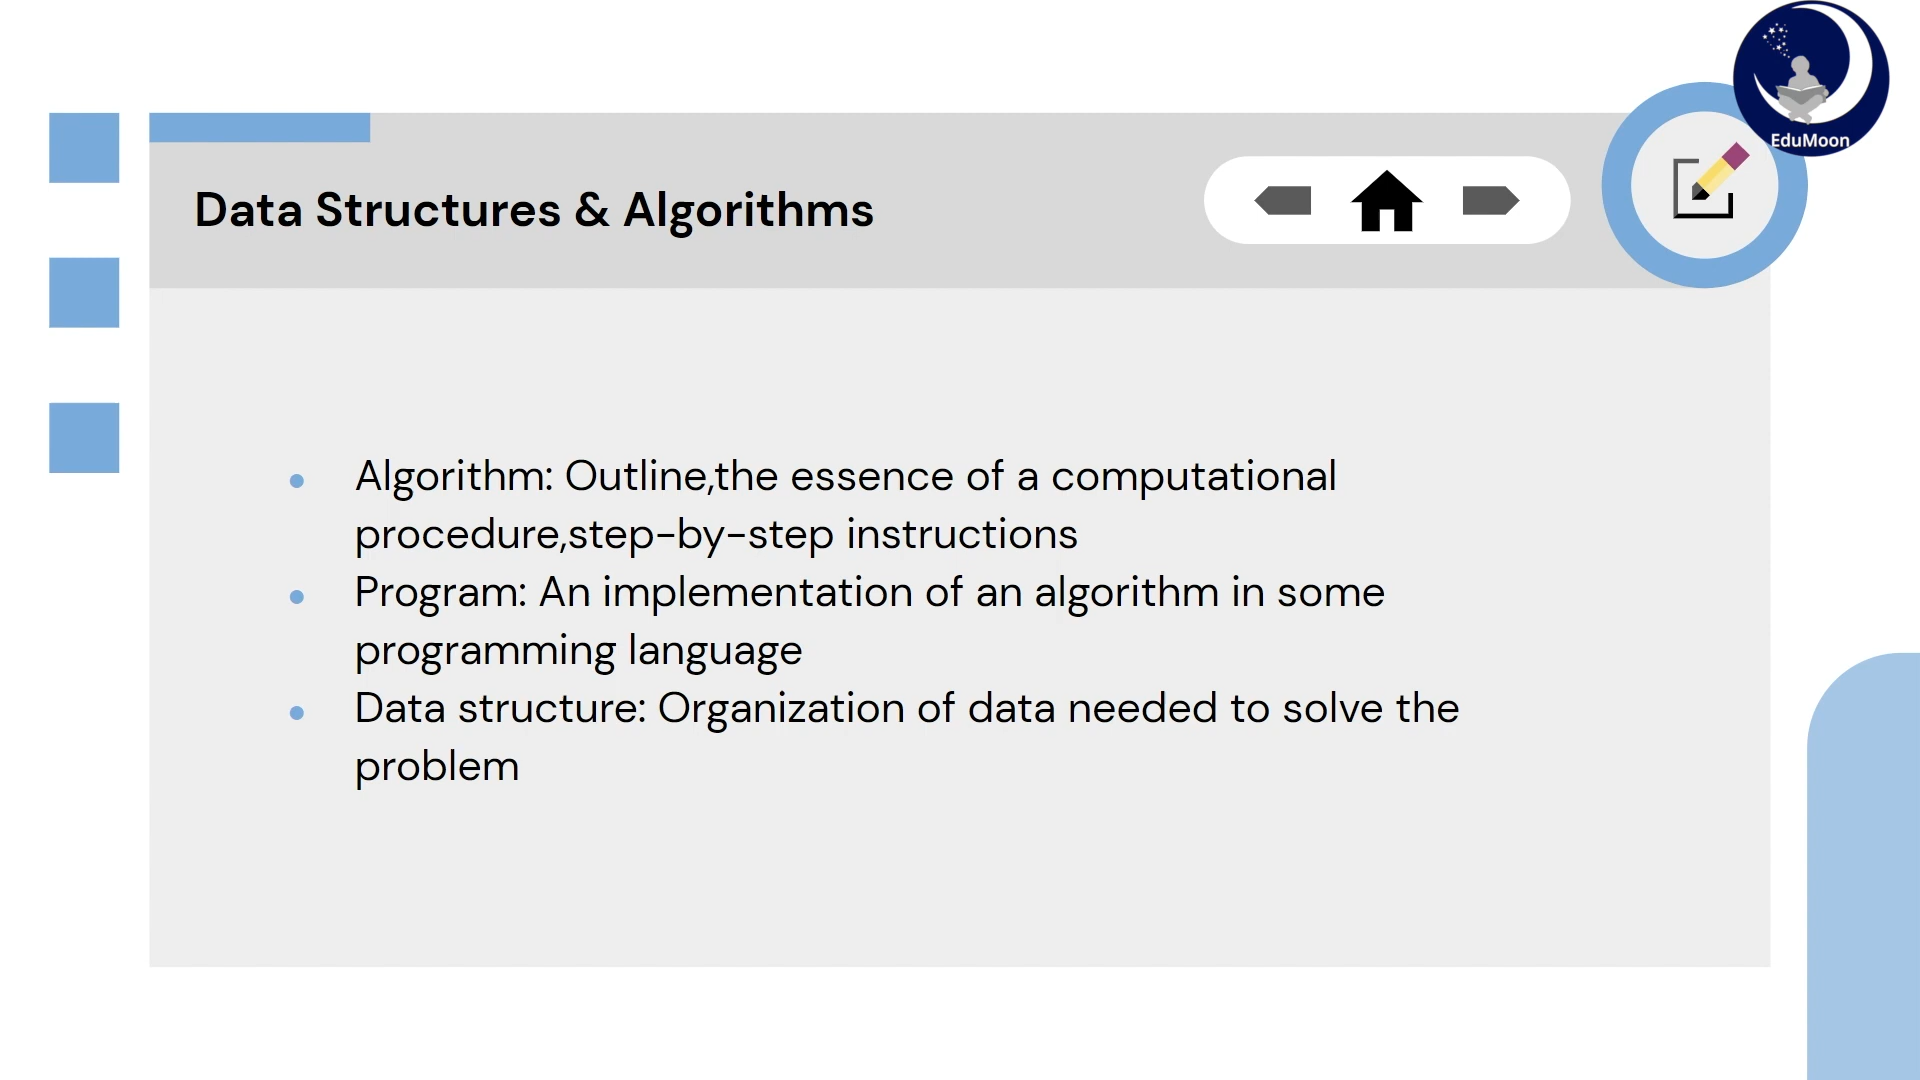 EduMoon
Data Structures & Algorithms
Algorithm: Outline,the essence of a computational
procedure,step-by-step instructions
Program: An implementation of an algorithm in some
programming language
Data structure: Organization of data needed to solve the
problem